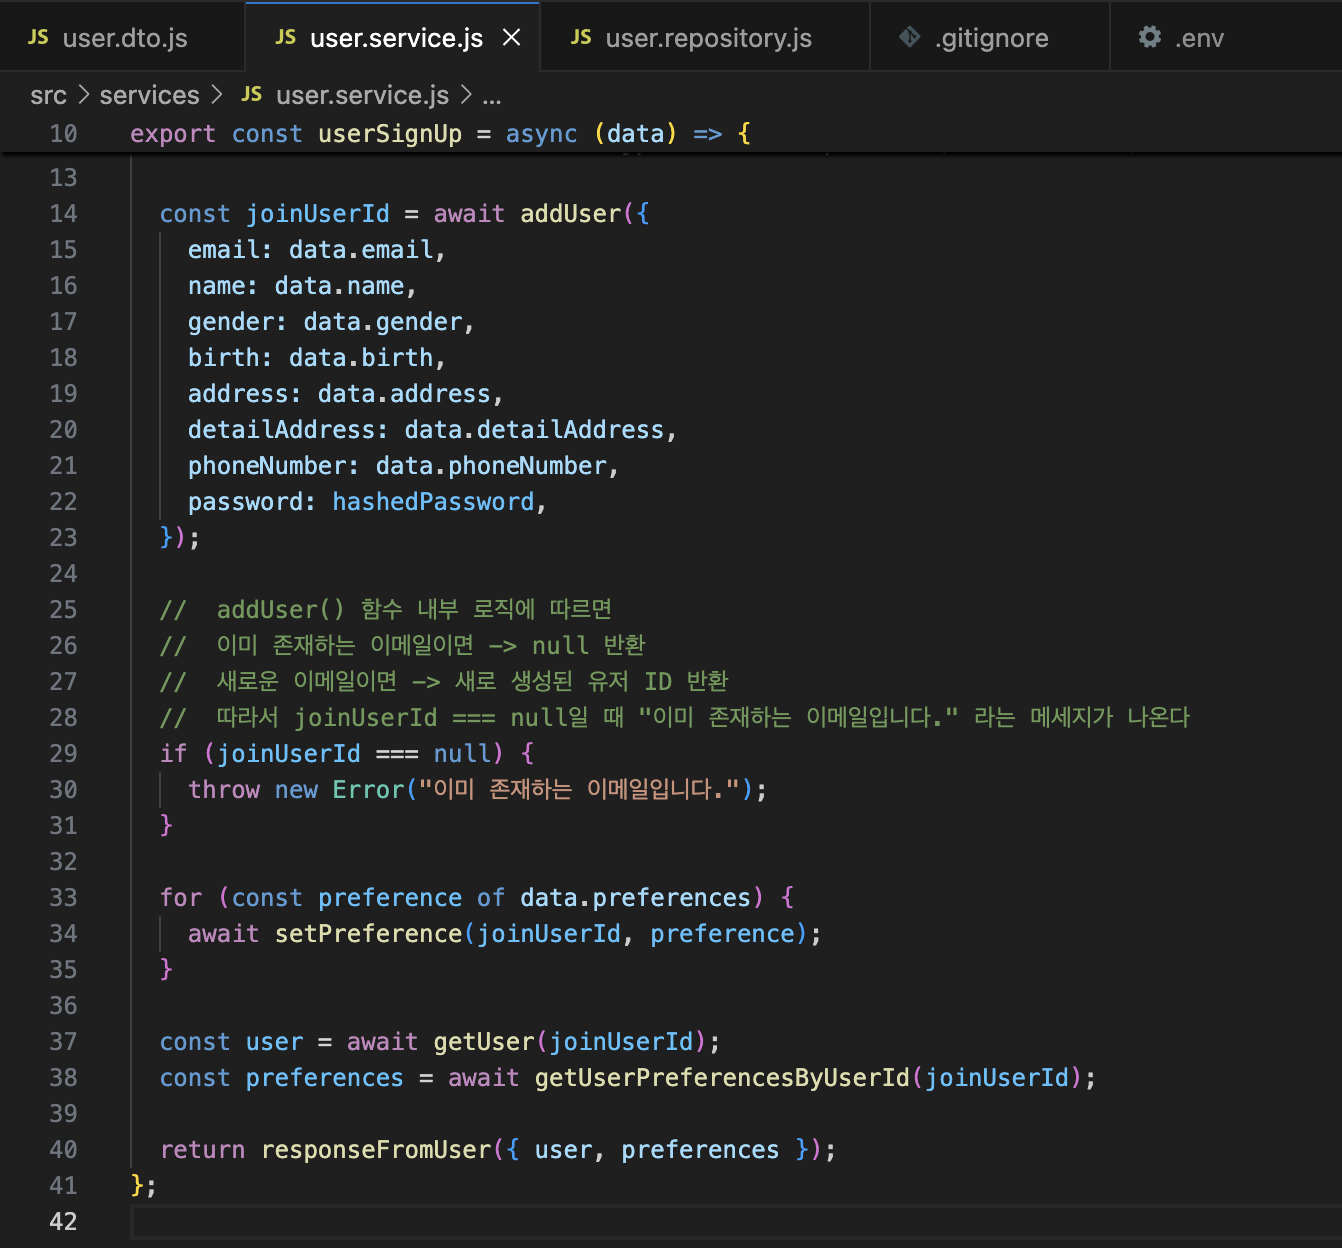 JS user.dto.js JS user.service.js JS user.repository.js .gitignore .env
src > services > JS user.service.js > ...
10 export const userSignUp = async (data) => {
13
14 const joinUserId = await addUser({
15 email: data.email,
16 name: data.name,
17 gender: data.gender,
18 birth: data.birth,
19 address: data.address,
20 detailAddress: data.detailAddress,
21 phoneNumber: data.phoneNumber,
22 password: hashedPassword,
23 });
24
25 //  addUser() 함수 내부 로직에 따르면
26 //  이미 존재하는 이메일이면 -> null 반환
27 //  새로운 이메일이면 -> 새로 생성된 유저 ID 반환
28 //  따라서 joinUserId === null일 때 "이미 존재하는 이메일입니다." 라는 메세지가 나온다
29 if (joinUserId === null) {
30 throw new Error("이미 존재하는 이메일입니다.");
31 }
32
33 for (const preference of data.preferences) {
34 await setPreference(joinUserId, preference);
35 }
36
37 const user = await getUser(joinUserId);
38 const preferences = await getUserPreferencesByUserId(joinUserId);
39
40 return responseFromUser({ user, preferences });
41 };
42